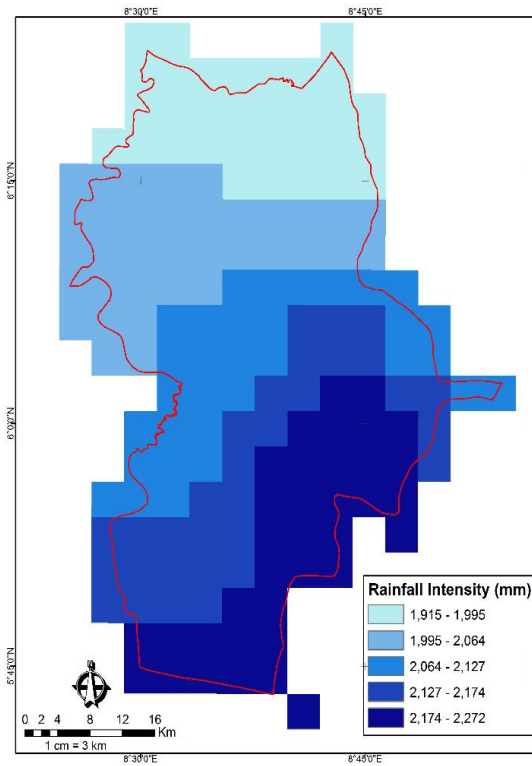 8°30'0"E 8°45'0"E
6°15'0"N
6°0'0"N
5°45'0"N
Rainfall Intensity (mm)
1,915 - 1,995
1,995 - 2,064
2,064 - 2,127
2,127 - 2,174
2,174 - 2,272
0 2 4 8 12 16
Km
1 cm = 3 km
8°30'0"E 8°45'0"E